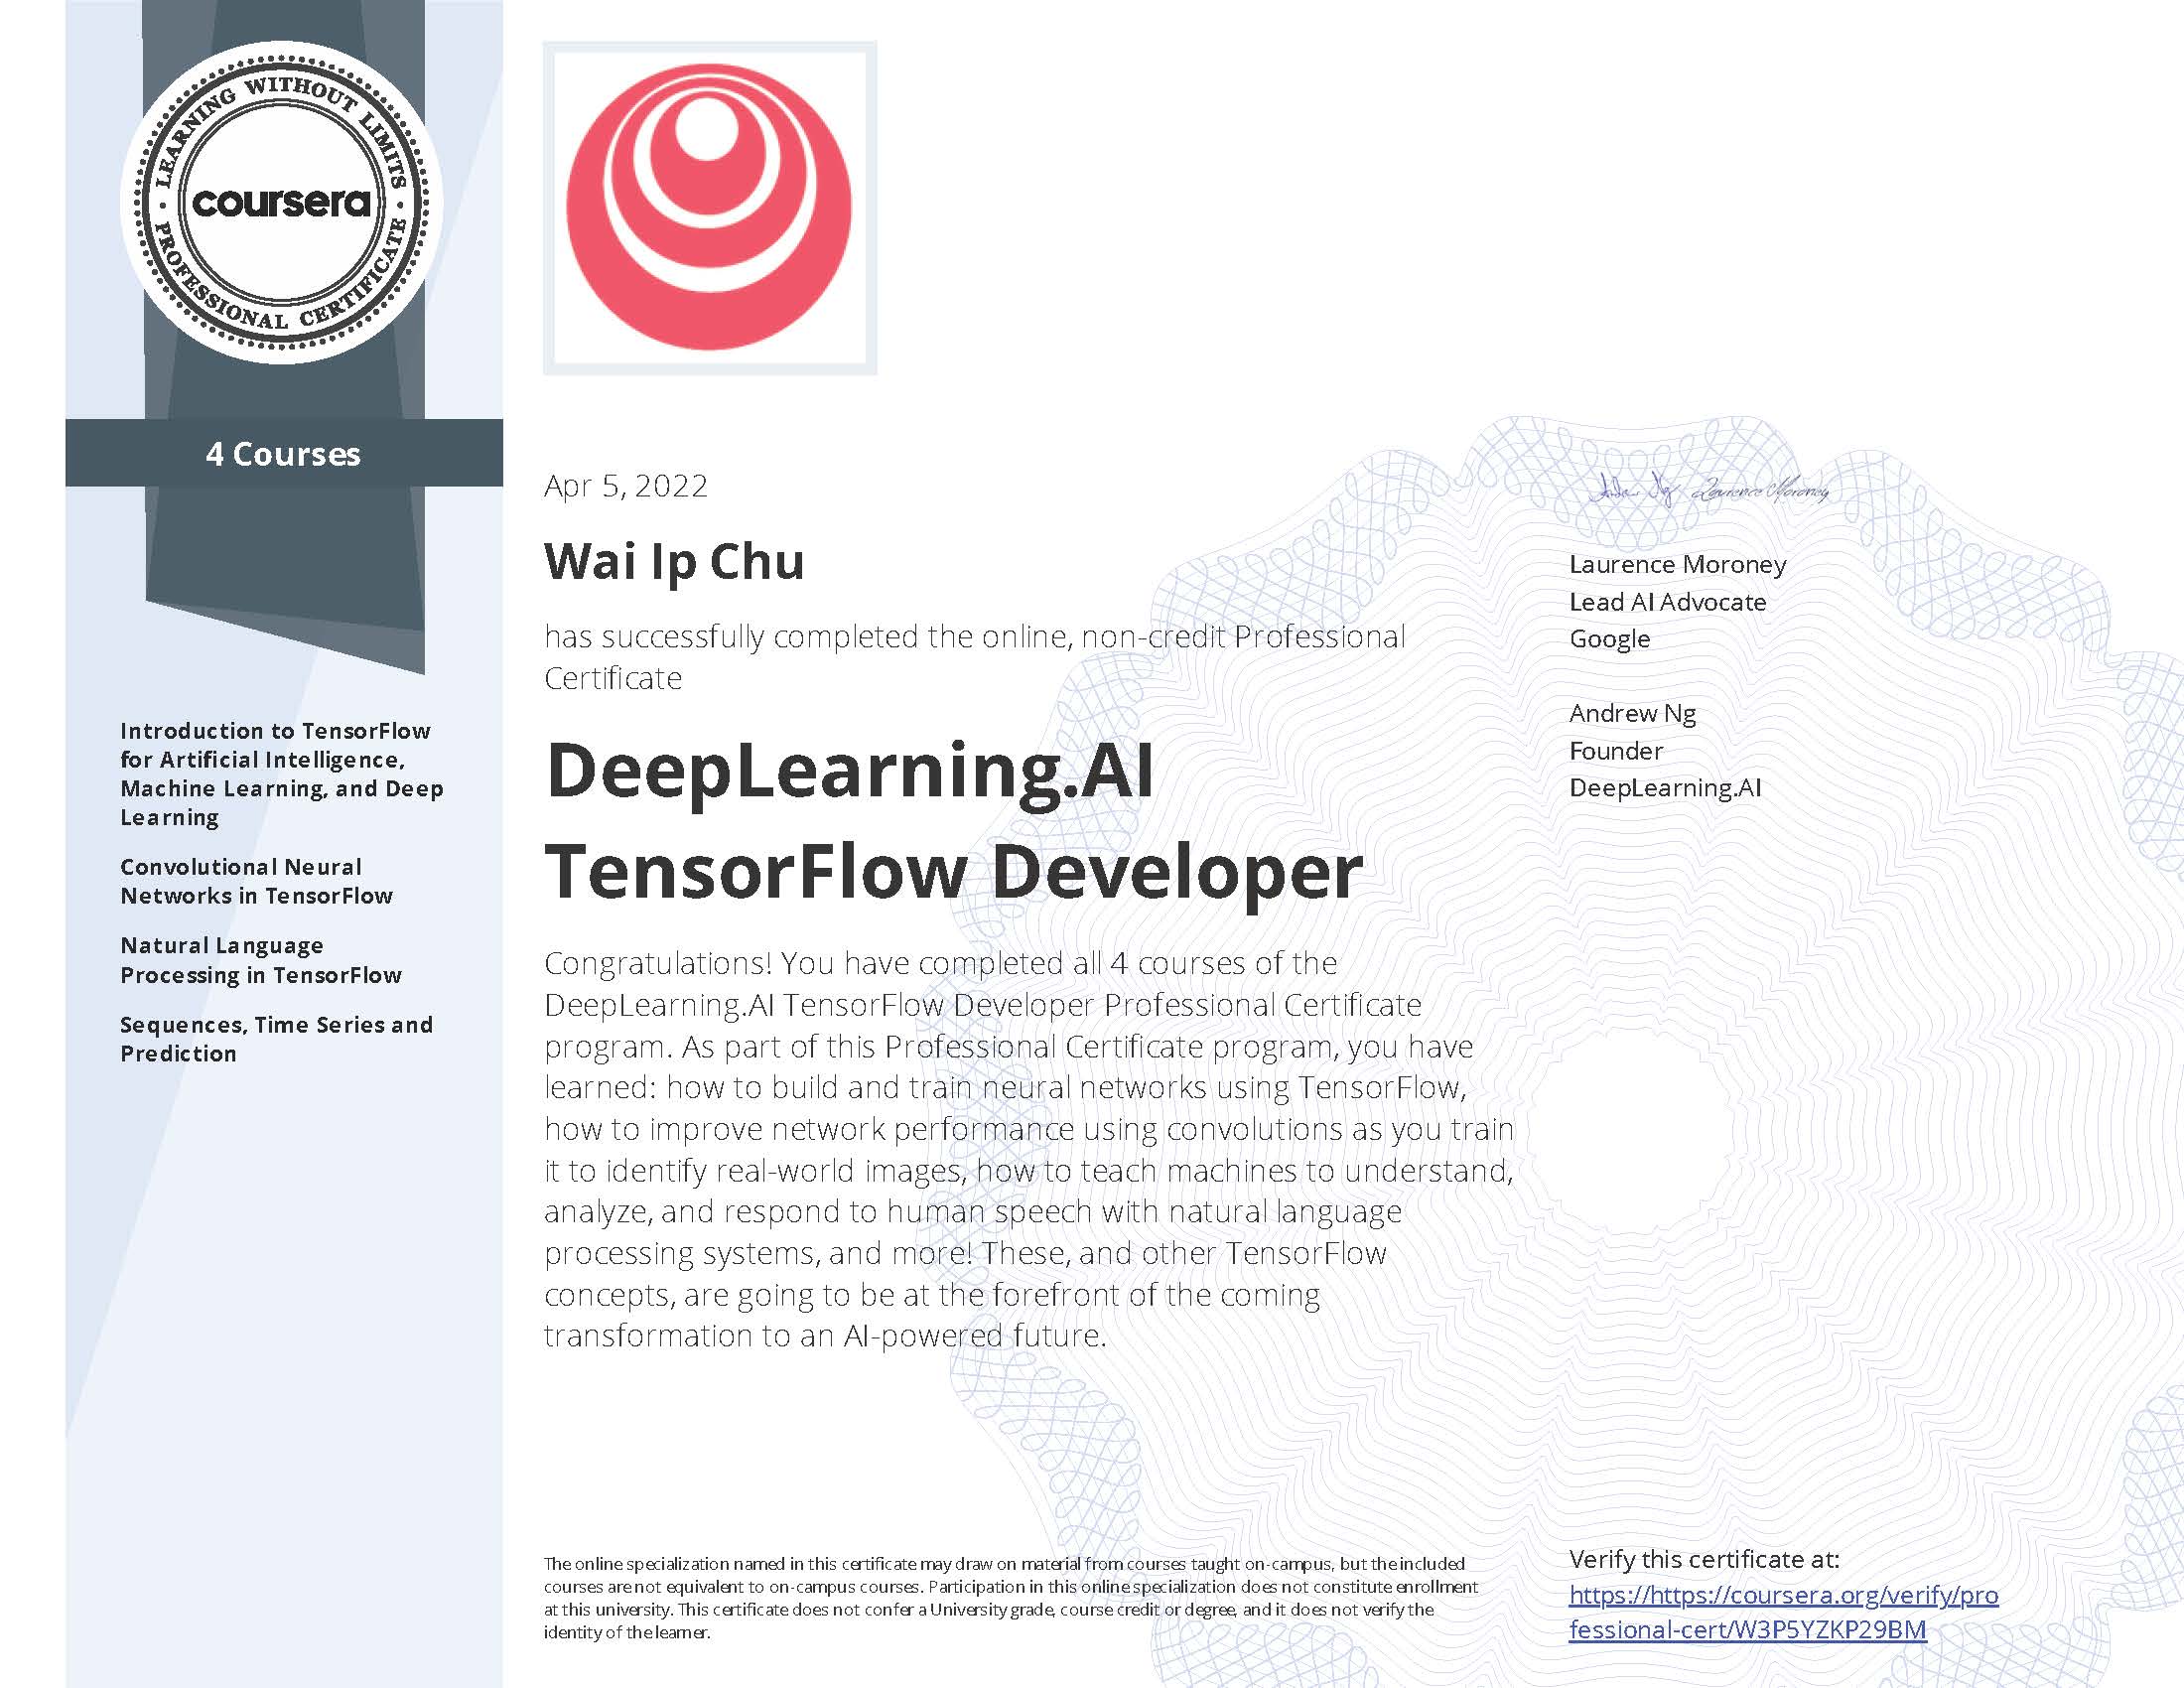 LEARNING WITHOUT LIMITS
coursera
PROFESSIONAL CERTIFICATE
4 Courses
Introduction to TensorFlow
for Artificial Intelligence,
Machine Learning, and Deep
Learning
Convolutional Neural
Networks in TensorFlow
Natural Language
Processing in TensorFlow
Sequences, Time Series and
Prediction
Apr 5, 2022
Wai Ip Chu
has successfully completed the online, non-credit Professional
Certificate
DeepLearning.AI
TensorFlow Developer
Congratulations! You have completed all 4 courses of the
DeepLearning.AI TensorFlow Developer Professional Certificate
program. As part of this Professional Certificate program, you have
learned: how to build and train neural networks using TensorFlow,
how to improve network performance using convolutions as you train
it to identify real-world images, how to teach machines to understand,
analyze, and respond to human speech with natural language
processing systems, and more! These, and other TensorFlow
concepts, are going to be at the forefront of the coming
transformation to an AI-powered future.
Andrew Ng Laurence Moroney
Laurence Moroney
Lead AI Advocate
Google
Andrew Ng
Founder
DeepLearning.AI
The online specialization named in this certificate may draw on material from courses taught on-campus, but the included
courses are not equivalent to on-campus courses. Participation in this online specialization does not constitute enrollment
at this university. This certificate does not confer a University grade, course credit or degree, and it does not verify the
identity of the learner.
Verify this certificate at:
https://https://coursera.org/verify/pro
fessional-cert/W3P5YZKP29BM